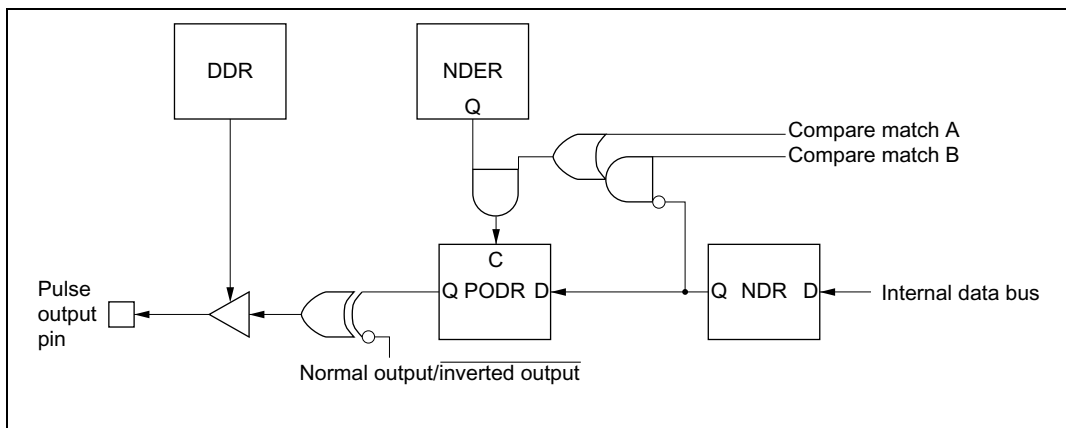 DDR
NDER
Q
Compare match A
Compare match B
C
Q PODR D
Q NDR D
Internal data bus
Pulse
output
pin
Normal output/inverted output